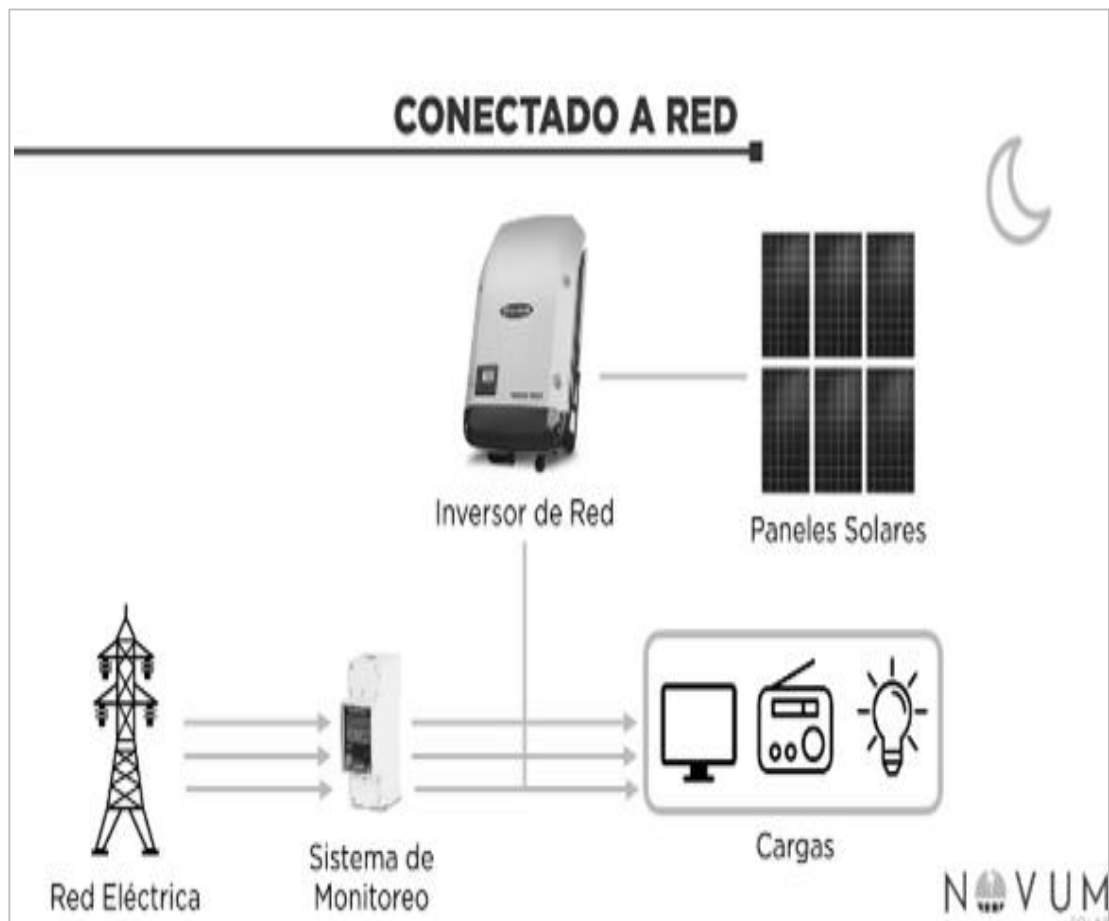 CONECTADO A RED
Inversor de Red
Paneles Solares
Red Eléctrica
Sistema de
Monitoreo
Cargas
NOVUM